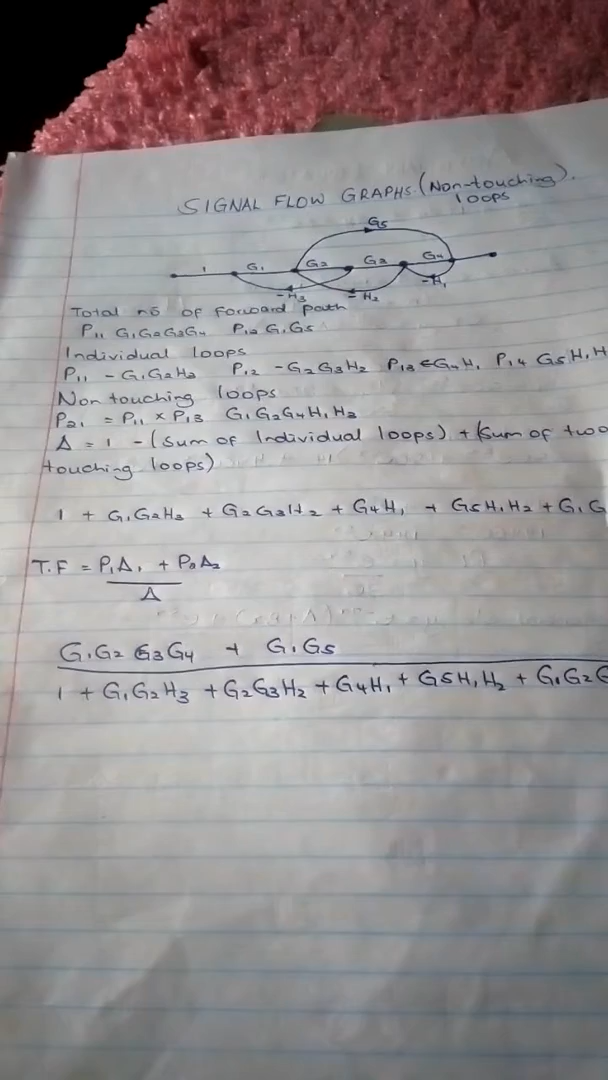 SIGNAL FLOW GRAPHS. (Non-touching).
loops
G5
1 G1 G2 G3 G4
-H3 -H2 -H1
Total no of forward path
P11 G1G2G3G4 P12 G1G5
Individual loops
P11 - G1G2H3 P12 - G2G3H2 P13 G4H1 P14 G5H1H
Non touching loops
P21 = P11 x P13 G1G2G4H1H3
Δ = 1 - (Sum of Individual loops) + (Sum of two
touching loops)
1 + G1G2H3 + G2G3H2 + G4H1 + G5H1H2 + G1G
T.F = P1Δ1 + P2Δ2
Δ
G1G2 G3G4 + G1G5
1 + G1G2H3 + G2G3H2 + G4H1 + G5H1H2 + G1G2G